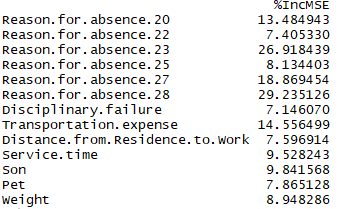 %IncMSE
Reason.for.absence.20 13.484943
Reason.for.absence.22 7.405330
Reason.for.absence.23 26.918439
Reason.for.absence.25 8.134403
Reason.for.absence.27 18.869454
Reason.for.absence.28 29.235126
Disciplinary.failure 7.146070
Transportation.expense 14.556499
Distance.from.Residence.to.Work 7.596914
Service.time 9.528243
Son 9.841568
Pet 7.865128
Weight 8.948286